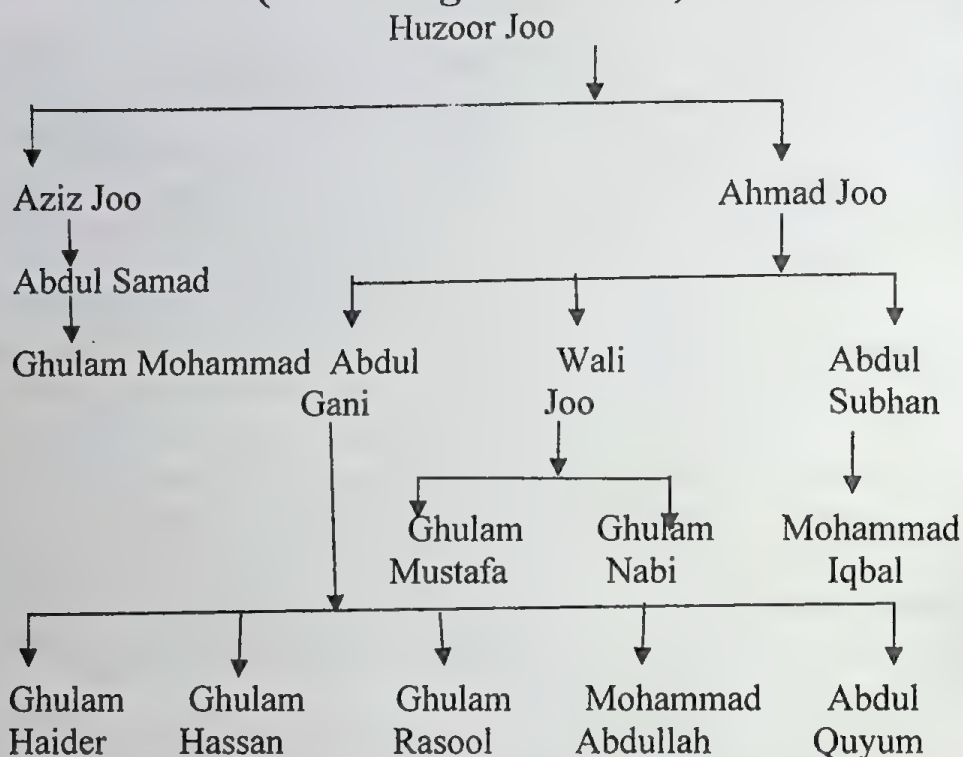 Huzoor Joo
Aziz Joo
Ahmad Joo
Abdul Samad
Ghulam Mohammad Abdul Gani
Wali Joo
Abdul Subhan
Ghulam Mustafa
Ghulam Nabi
Mohammad Iqbal
Ghulam Haider
Ghulam Hassan
Ghulam Rasool
Mohammad Abdullah
Abdul Quyum